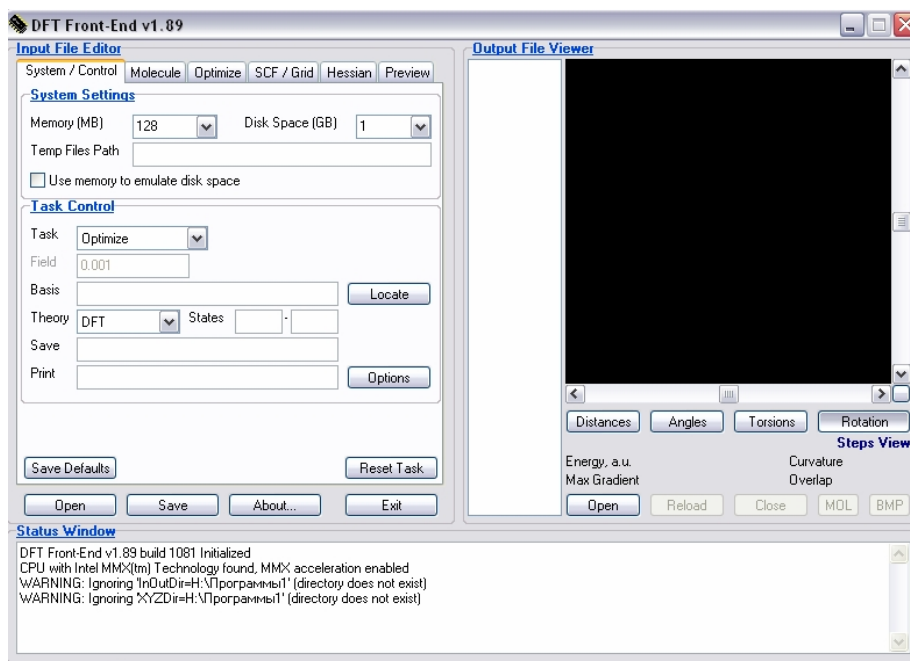 DFT Front-End v1.89
Input File Editor
System / Control Molecule Optimize SCF / Grid Hessian Preview
System Settings
Memory (MB) 128 Disk Space (GB) 1
Temp Files Path
Use memory to emulate disk space
Task Control
Task Optimize
Field 0.001
Basis Locate
Theory DFT States -
Save
Print Options
Save Defaults Reset Task
Open Save About... Exit
Output File Viewer
Distances Angles Torsions Rotation
Steps View
Energy, a.u. Curvature
Max Gradient Overlap
Open Reload Close MOL BMP
Status Window
DFT Front-End v1.89 build 1081 Initialized
CPU with Intel MMX(tm) Technology found, MMX acceleration enabled
WARNING: Ignoring 'InOutDir=H:\Программы1' (directory does not exist)
WARNING: Ignoring 'XYZDir=H:\Программы1' (directory does not exist)